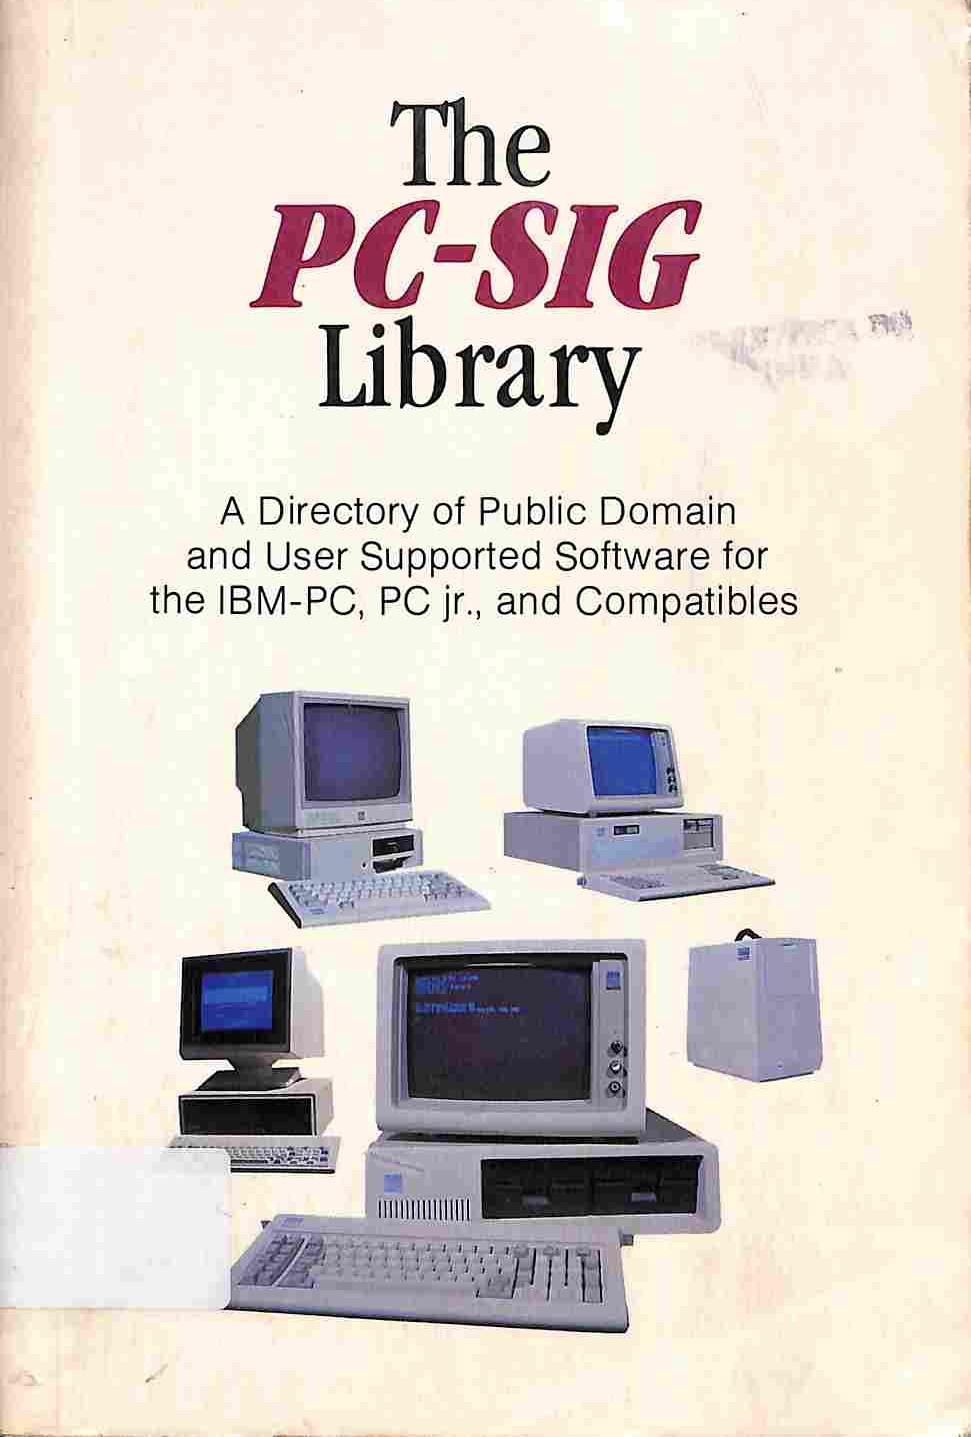 The
PC-SIG
Library
A Directory of Public Domain
and User Supported Software for
the IBM-PC, PC jr., and Compatibles